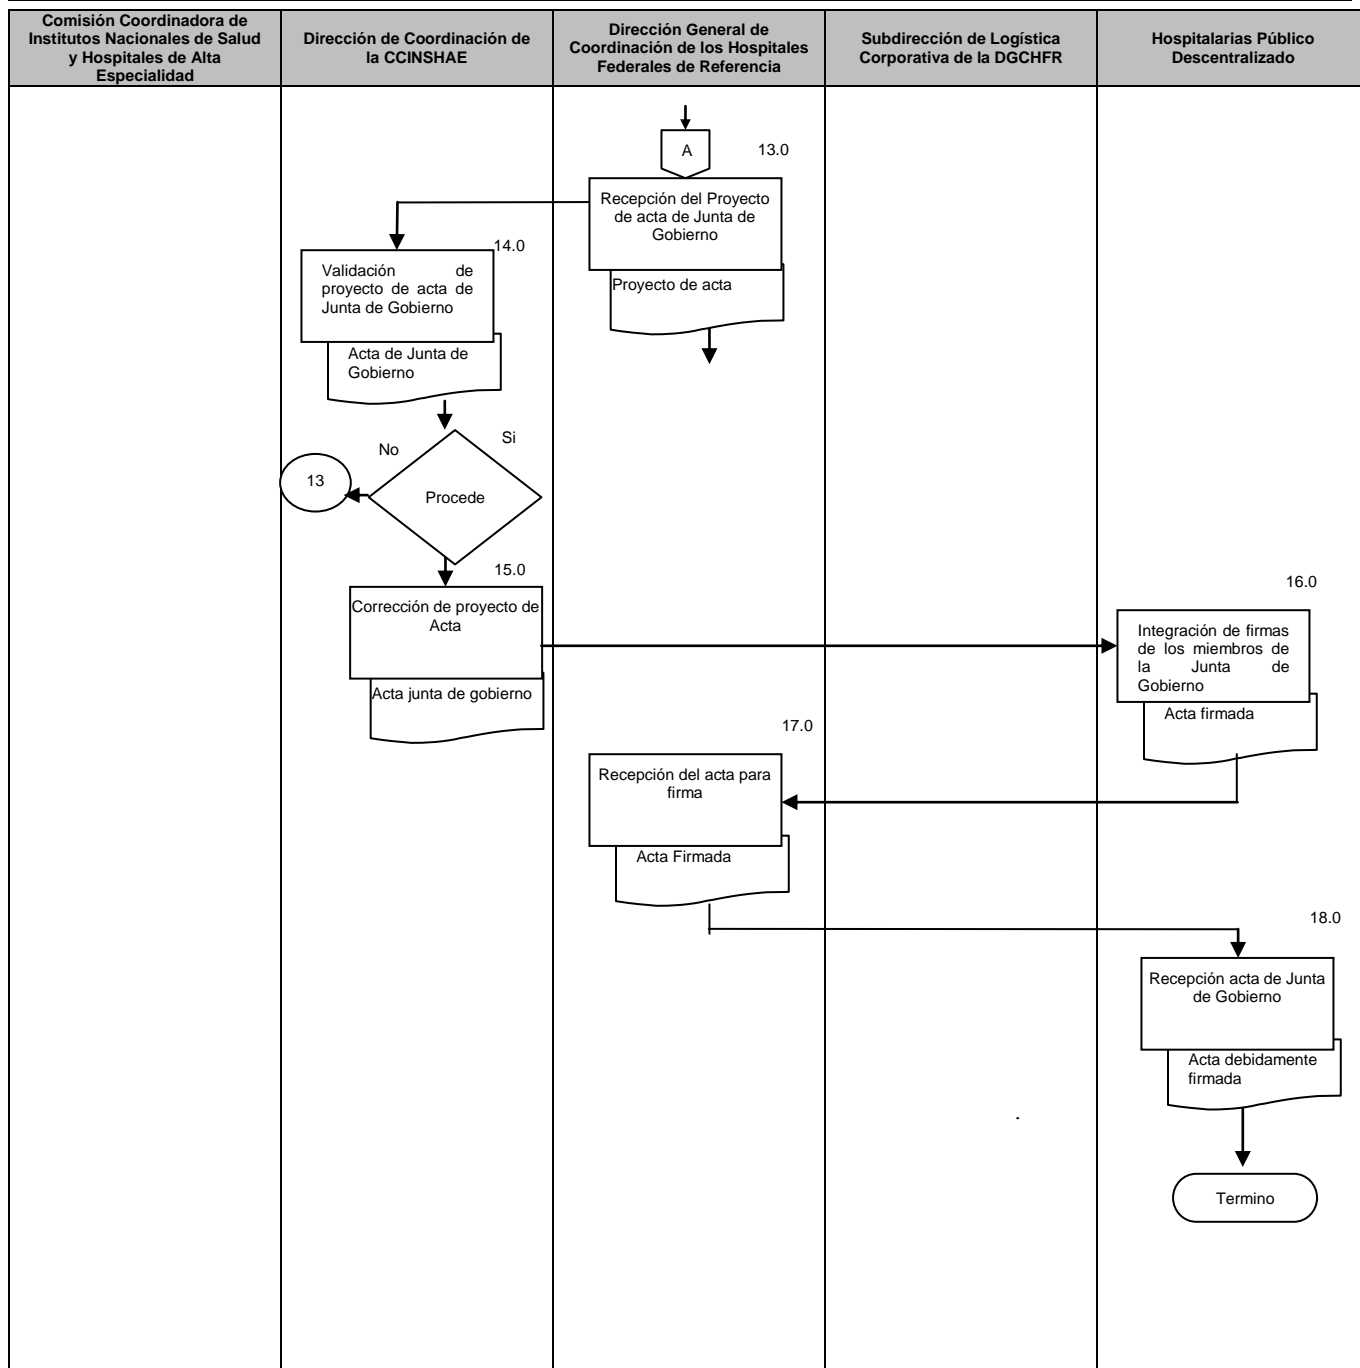 Comisión Coordinadora de
Institutos Nacionales de Salud
y Hospitales de Alta
Especialidad
Dirección de Coordinación de
la CCINSHAE
Dirección General de
Coordinación de los Hospitales
Federales de Referencia
Subdirección de Logística
Corporativa de la DGCHFR
Hospitalarias Público
Descentralizado
A
13.0
Recepción del Proyecto
de acta de Junta de
Gobierno
Proyecto de acta
14.0
Validación de
proyecto de acta de
Junta de Gobierno
Acta de Junta de
Gobierno
No
Si
13
Procede
15.0
Corrección de proyecto de
Acta
Acta junta de gobierno
16.0
Integración de firmas
de los miembros de
la Junta de
Gobierno
Acta firmada
17.0
Recepción del acta para
firma
Acta Firmada
18.0
Recepción acta de Junta
de Gobierno
Acta debidamente
firmada
.
Termino